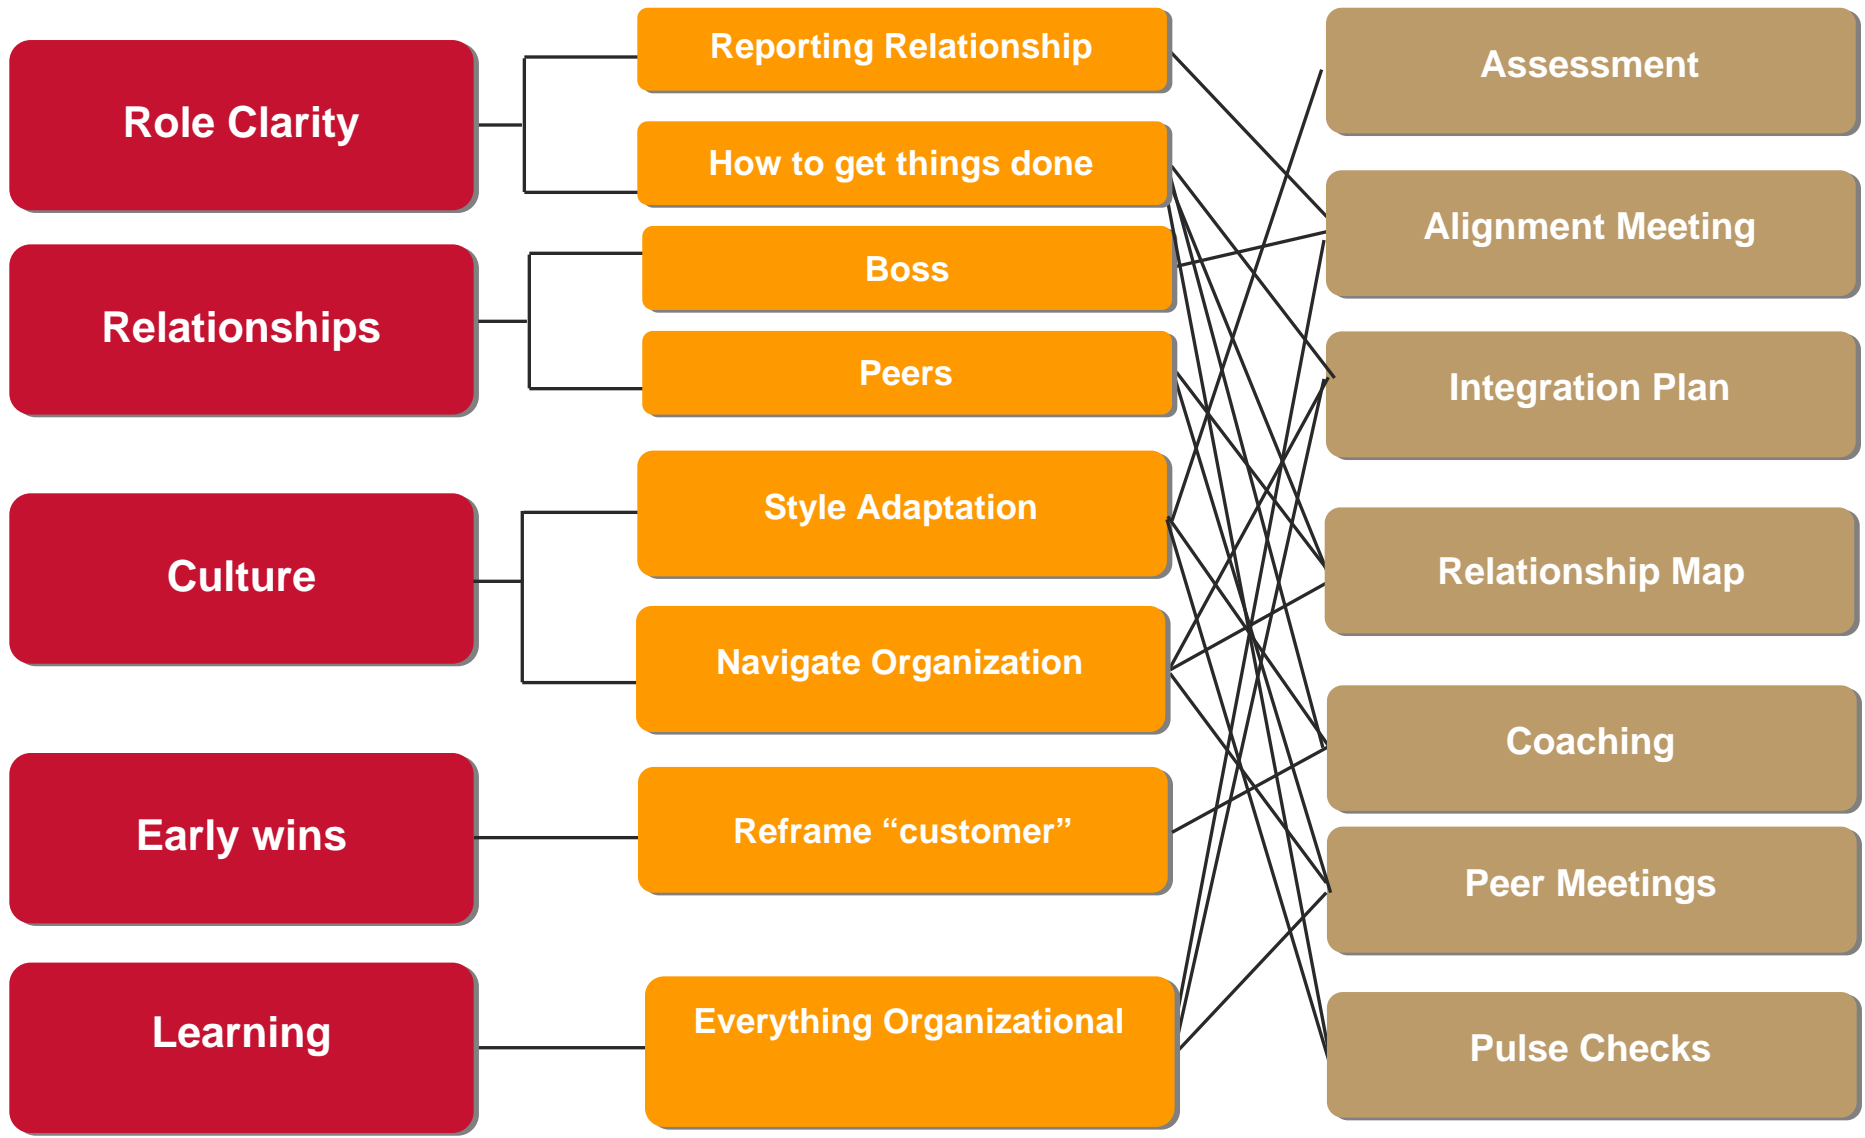 Role Clarity
Relationships
Culture
Early wins
Learning
Reporting Relationship
How to get things done
Boss
Peers
Style Adaptation
Navigate Organization
Reframe “customer”
Everything Organizational
Assessment
Alignment Meeting
Integration Plan
Relationship Map
Coaching
Peer Meetings
Pulse Checks